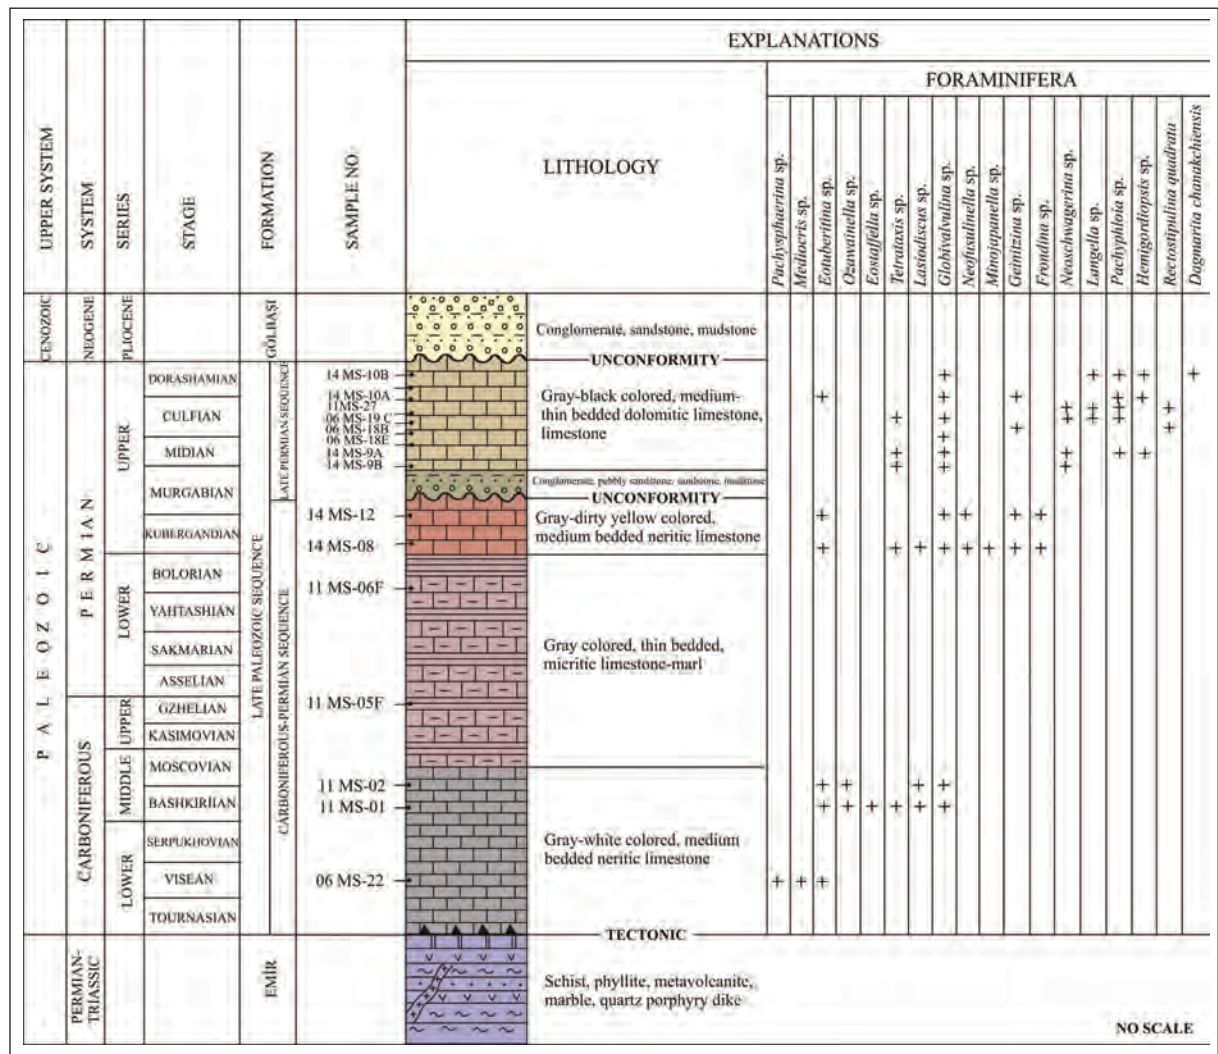 EXPLANATIONS
FORAMINIFERA
UPPER SYSTEM
SYSTEM
SERIES
STAGE
FORMATION
SAMPLE NO
LITHOLOGY
Pachysphaerina sp.
Mediocris sp.
Eotuberitina sp.
Ozawainella sp.
Eostaffella sp.
Tetrataxis sp.
Lasiodiscus sp.
Globivalvulina sp.
Neofusulinella sp.
Minojapanella sp.
Geinitzina sp.
Frondina sp.
Neoschwagerina sp.
Langella sp.
Pachyphloia sp.
Hemigordiopsis sp.
Rectostipulina quadrata
Dagmarita chanakchiensis
CENOZOIC
NEOGENE
PLIOCENE
GÖLBAŞI
Conglomerate, sandstone, mudstone
UNCONFORMITY
PALEOZOIC
PERMIAN
UPPER
DORASHAMIAN
CULFIAN
MIDIAN
MURGABIAN
KUBERGANDIAN
LATE PERMIAN SEQUENCE
14 MS-10B
14 MS-10A
11MS-27
06 MS-19 C
06 MS-18B
06 MS-18E
14 MS-9A
14 MS-9B
Gray-black colored, medium-
thin bedded dolomitic limestone,
limestone
Conglomerate, pebbly sandstone, sandstone, mudstone
UNCONFORMITY
14 MS-12
14 MS-08
Gray-dirty yellow colored,
medium bedded neritic limestone
LOWER
BOLORIAN
YAHTASHIAN
SAKMARIAN
ASSELIAN
LATE PALEOZOIC SEQUENCE
CARBONIFEROUS-PERMIAN SEQUENCE
11 MS-06F
11 MS-05F
Gray colored, thin bedded,
micritic limestone-marl
CARBONIFEROUS
UPPER
GZHELIAN
KASIMOVIAN
MIDDLE
MOSCOVIAN
BASHKIRIIAN
LOWER
SERPUKHOVIAN
VISEAN
TOURNASIAN
11 MS-02
11 MS-01
06 MS-22
Gray-white colored, medium
bedded neritic limestone
TECTONIC
PERMIAN-
TRIASSIC
EMİR
Schist, phyllite, metavolcanite,
marble, quartz porphyry dike
NO SCALE